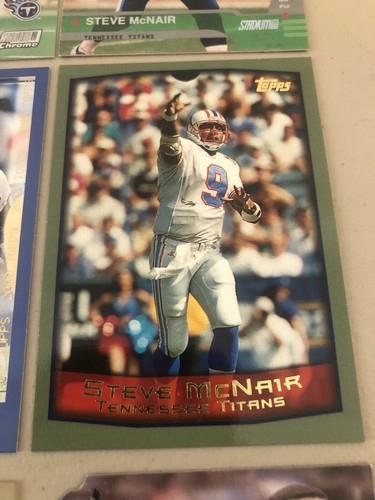 Chrome
STEVE McNAIR
TENNESSEE TITANS
STADIUM
Topps
9
STEVE McNAIR
TENNESSEE TITANS